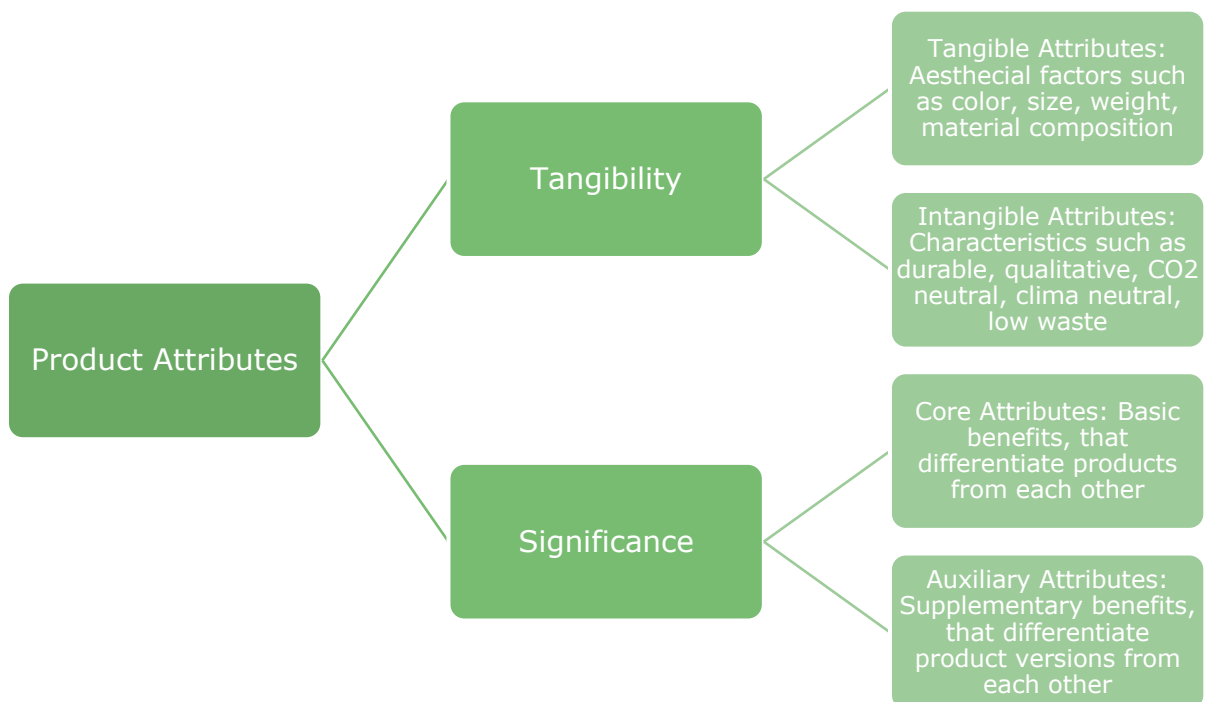 Product Attributes
Tangibility
Significance
Tangible Attributes:
Aesthecial factors such
as color, size, weight,
material composition
Intangible Attributes:
Characteristics such as
durable, qualitative, CO2
neutral, clima neutral,
low waste
Core Attributes: Basic
benefits, that
differentiate products
from each other
Auxiliary Attributes:
Supplementary benefits,
that differentiate
product versions from
each other